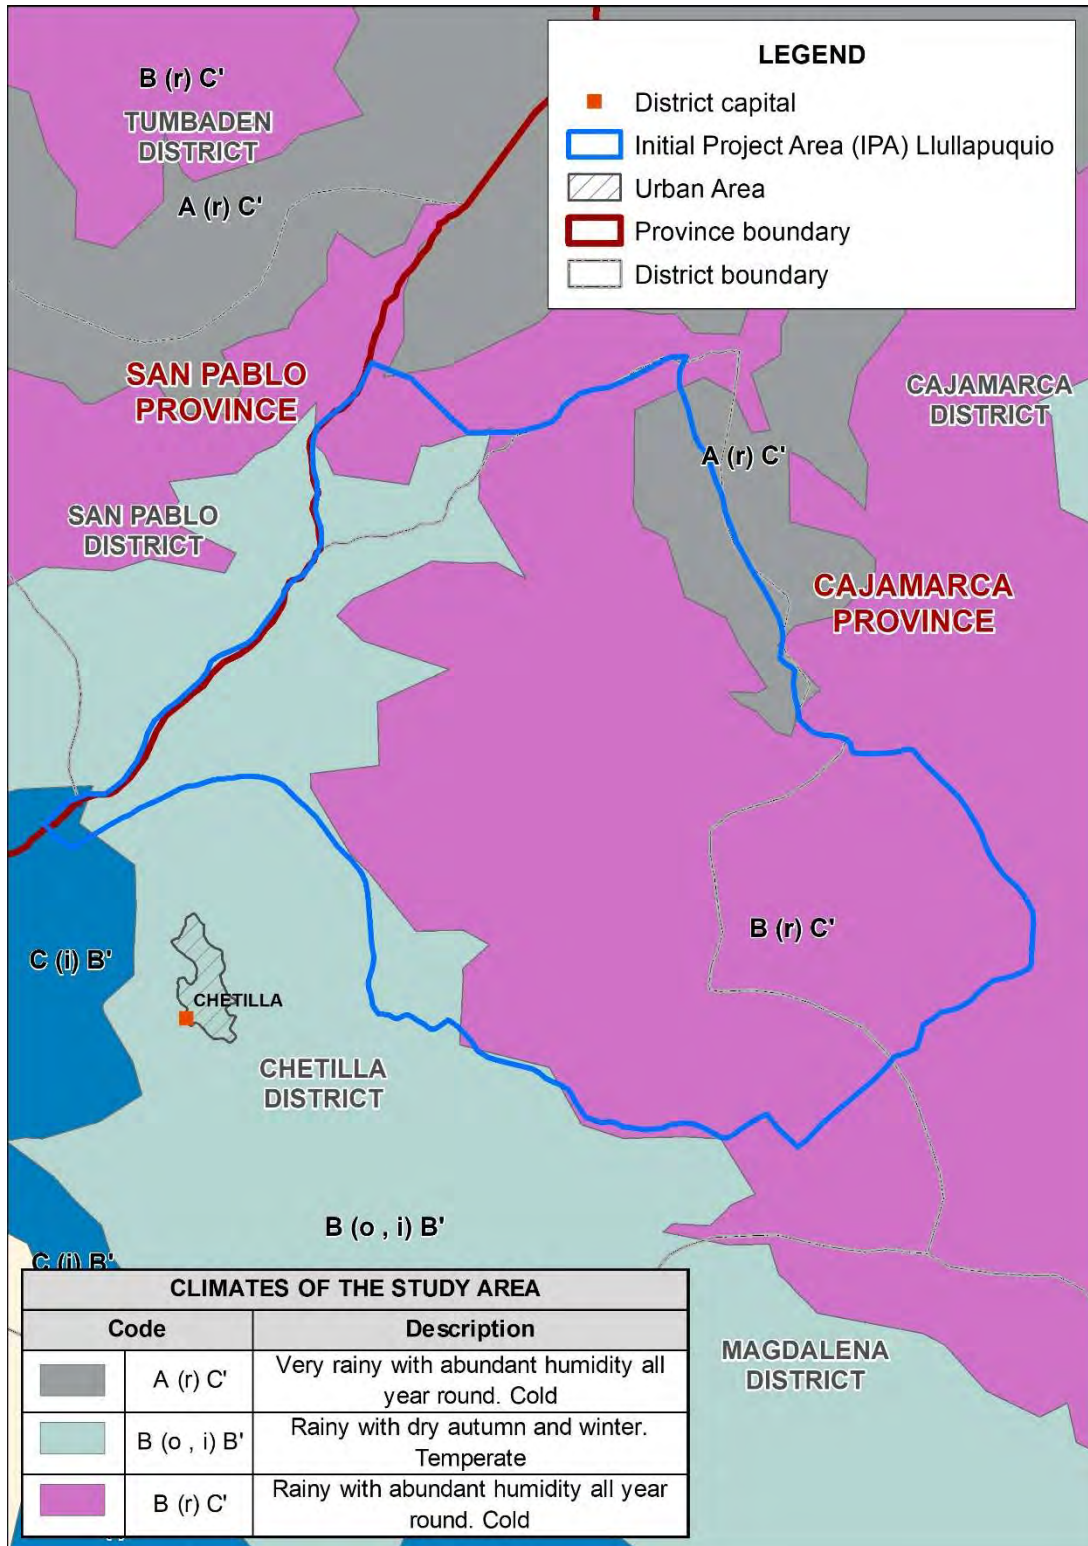 B (r) C'
TUMBADEN
DISTRICT
A (r) C'
LEGEND
District capital
Initial Project Area (IPA) Llullapuquio
Urban Area
Province boundary
District boundary
SAN PABLO
PROVINCE
CAJAMARCA
DISTRICT
A (r) C'
SAN PABLO
DISTRICT
CAJAMARCA
PROVINCE
B (r) C'
C (i) B'
CHETILLA
CHETILLA
DISTRICT
B (o , i) B'
C (i) B'
MAGDALENA
DISTRICT
CLIMATES OF THE STUDY AREA
Code Description
A (r) C' Very rainy with abundant humidity all
year round. Cold
B (o , i) B' Rainy with dry autumn and winter.
Temperate
B (r) C' Rainy with abundant humidity all year
round. Cold